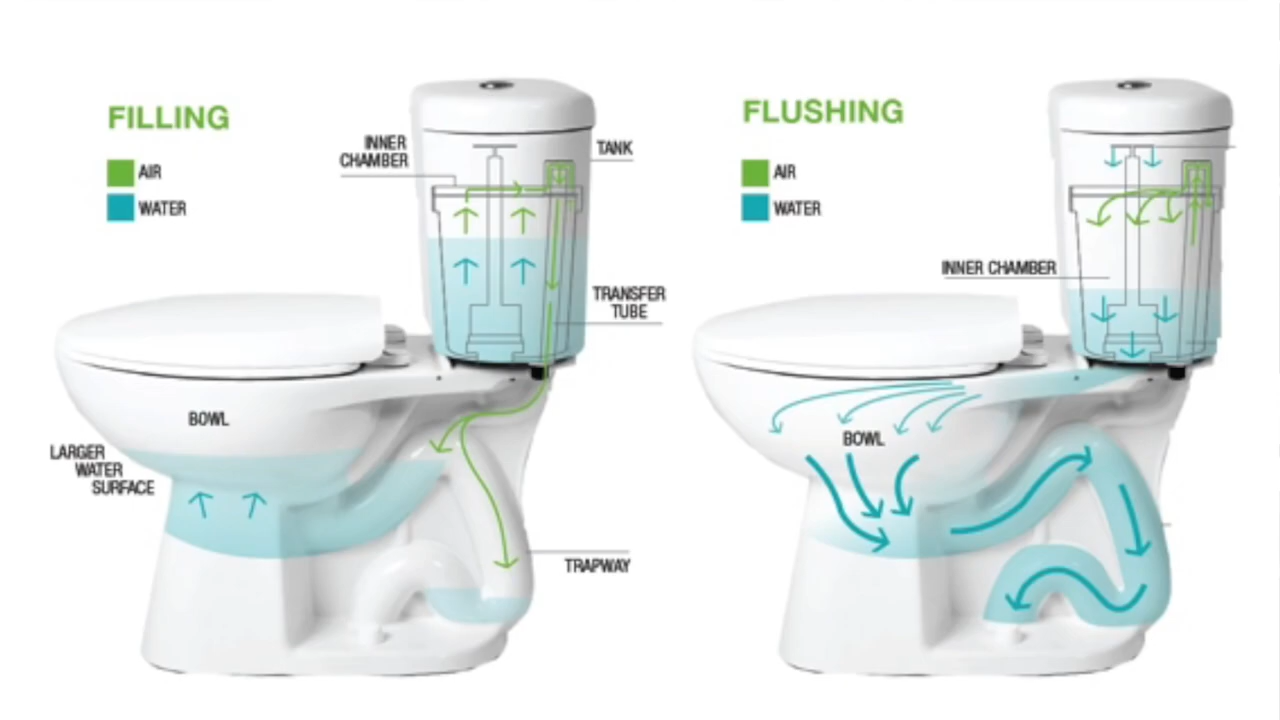 FILLING
AIR
WATER
INNER
CHAMBER
TANK
TRANSFER
TUBE
BOWL
LARGER
WATER
SURFACE
TRAPWAY
FLUSHING
AIR
WATER
INNER CHAMBER
BOWL